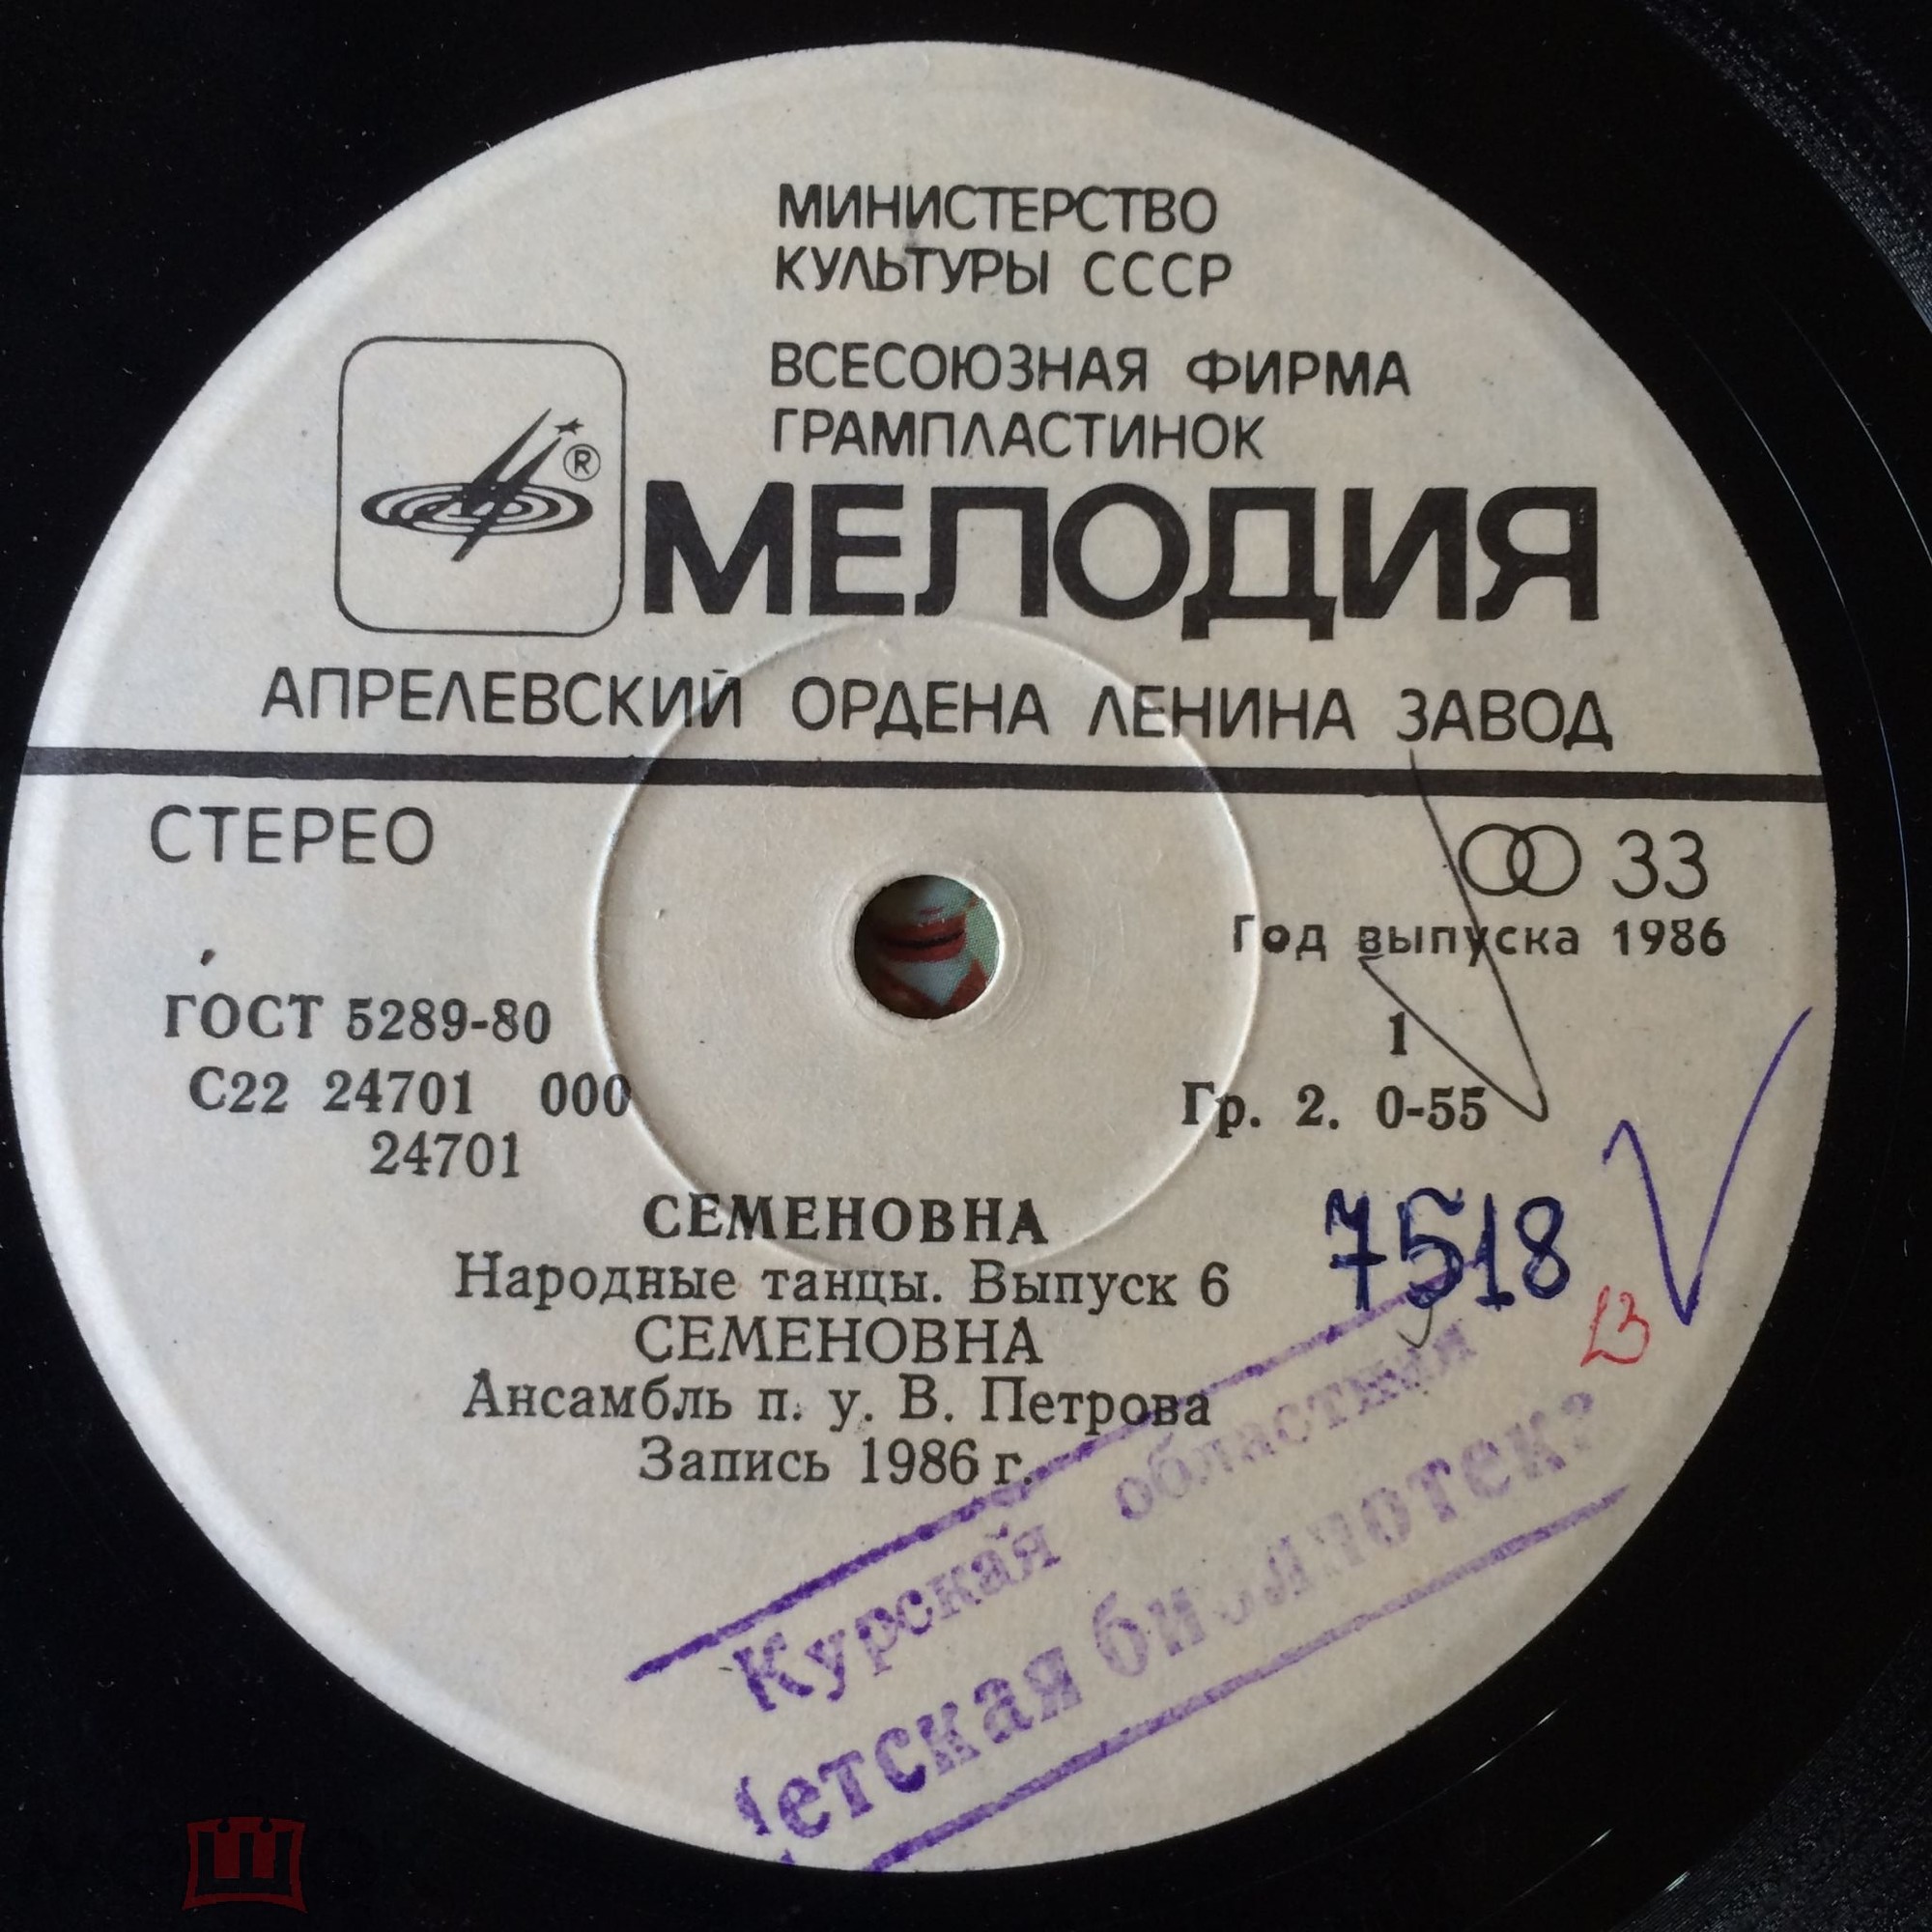 МИНИСТЕРСТВО
КУЛЬТУРЫ СССР
ВСЕСОЮЗНАЯ ФИРМА
ГРАМПЛАСТИНОК
®
МЕЛОДИЯ
АПРЕЛЕВСКИЙ ОРДЕНА ЛЕНИНА ЗАВОД
СТЕРЕО
33
Год выпуска 1986
ГОСТ 5289-80
1
С22 24701 000
Гр. 2. 0-55
24701
СЕМЕНОВНА
7518
Народные танцы. Выпуск 6
СЕМЕНОВНА
Ансамбль п. у. В. Петрова
Запись 1986 г.
Курская областная
етская библиотека